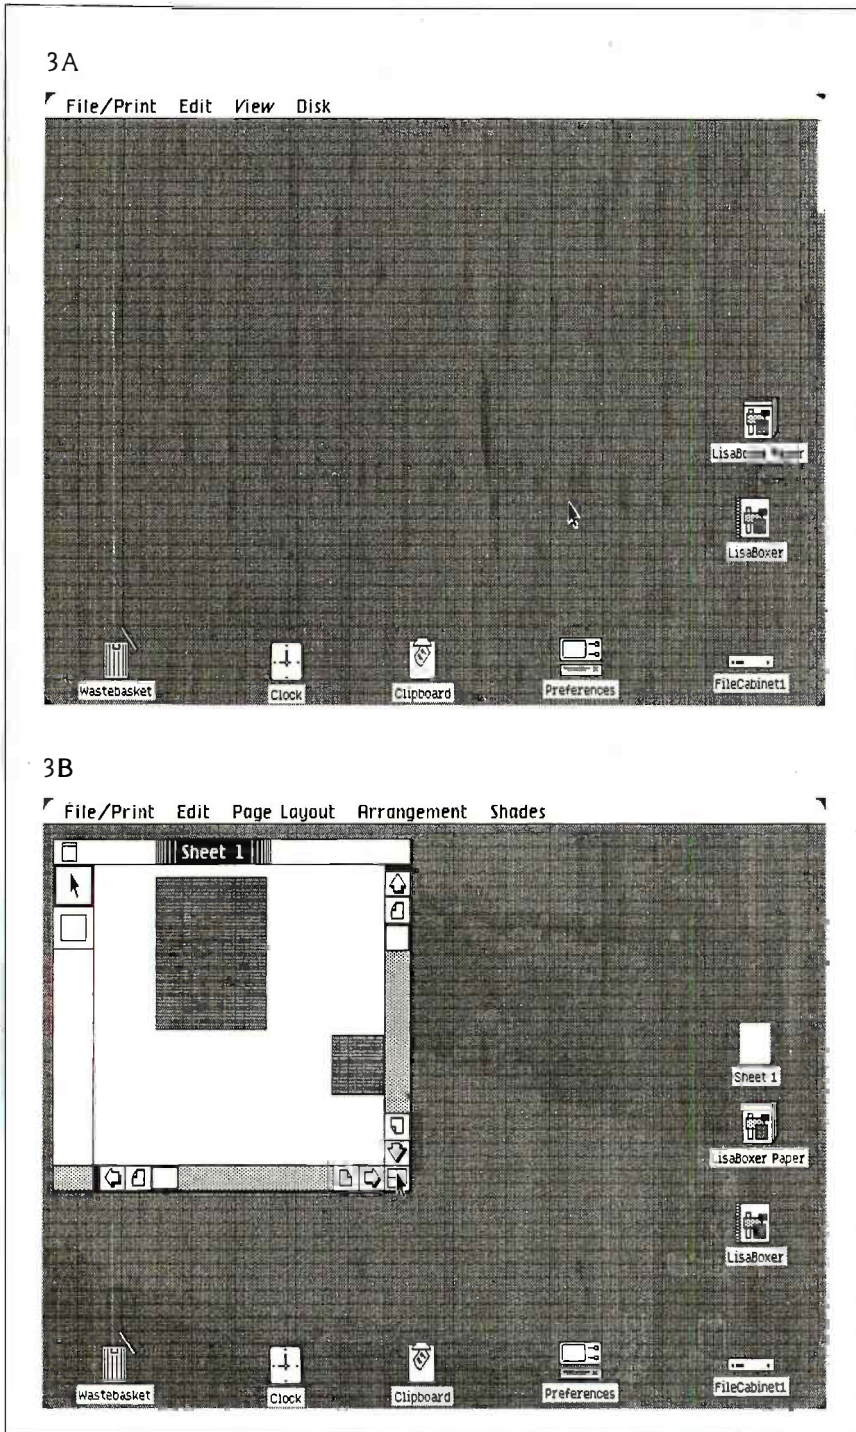 3A
File/Print Edit View Disk
LisaBoxer
Wastebasket
Clock
Clipboard
Preferences
FileCabinet1
3B
File/Print Edit Page Layout Arrangement Shades
Sheet 1
Sheet 1
LisaBoxer Paper
LisaBoxer
Wastebasket
Clock
Clipboard
Preferences
FileCabinet1